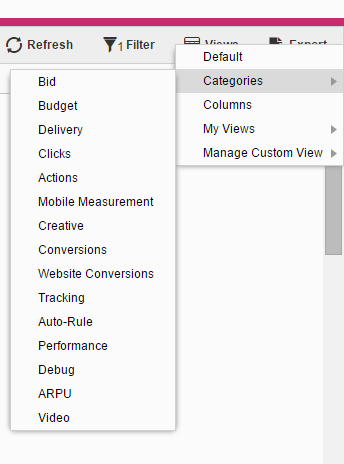 Refresh
1 Filter
Views
Export
Default
Categories
Columns
My Views
Manage Custom View
Bid
Budget
Delivery
Clicks
Actions
Mobile Measurement
Creative
Conversions
Website Conversions
Tracking
Auto-Rule
Performance
Debug
ARPU
Video